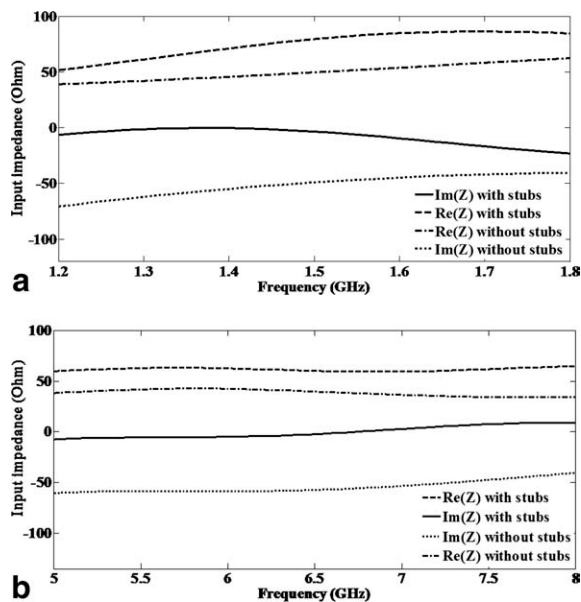 100
50
0
-50
-100
Input impedance (Ohm)
Im(Z) with stubs
Re(Z) with stubs
Re(Z) without stubs
Im(Z) without stubs
1.2 1.3 1.4 1.5 1.6 1.7 1.8
Frequency (GHz)
a
100
50
0
-50
-100
Input impedance (Ohm)
Re(Z) with stubs
Im(Z) with stubs
Im(Z) without stubs
Re(Z) without stubs
5 5.5 6 6.5 7 7.5 8
Frequency (GHz)
b